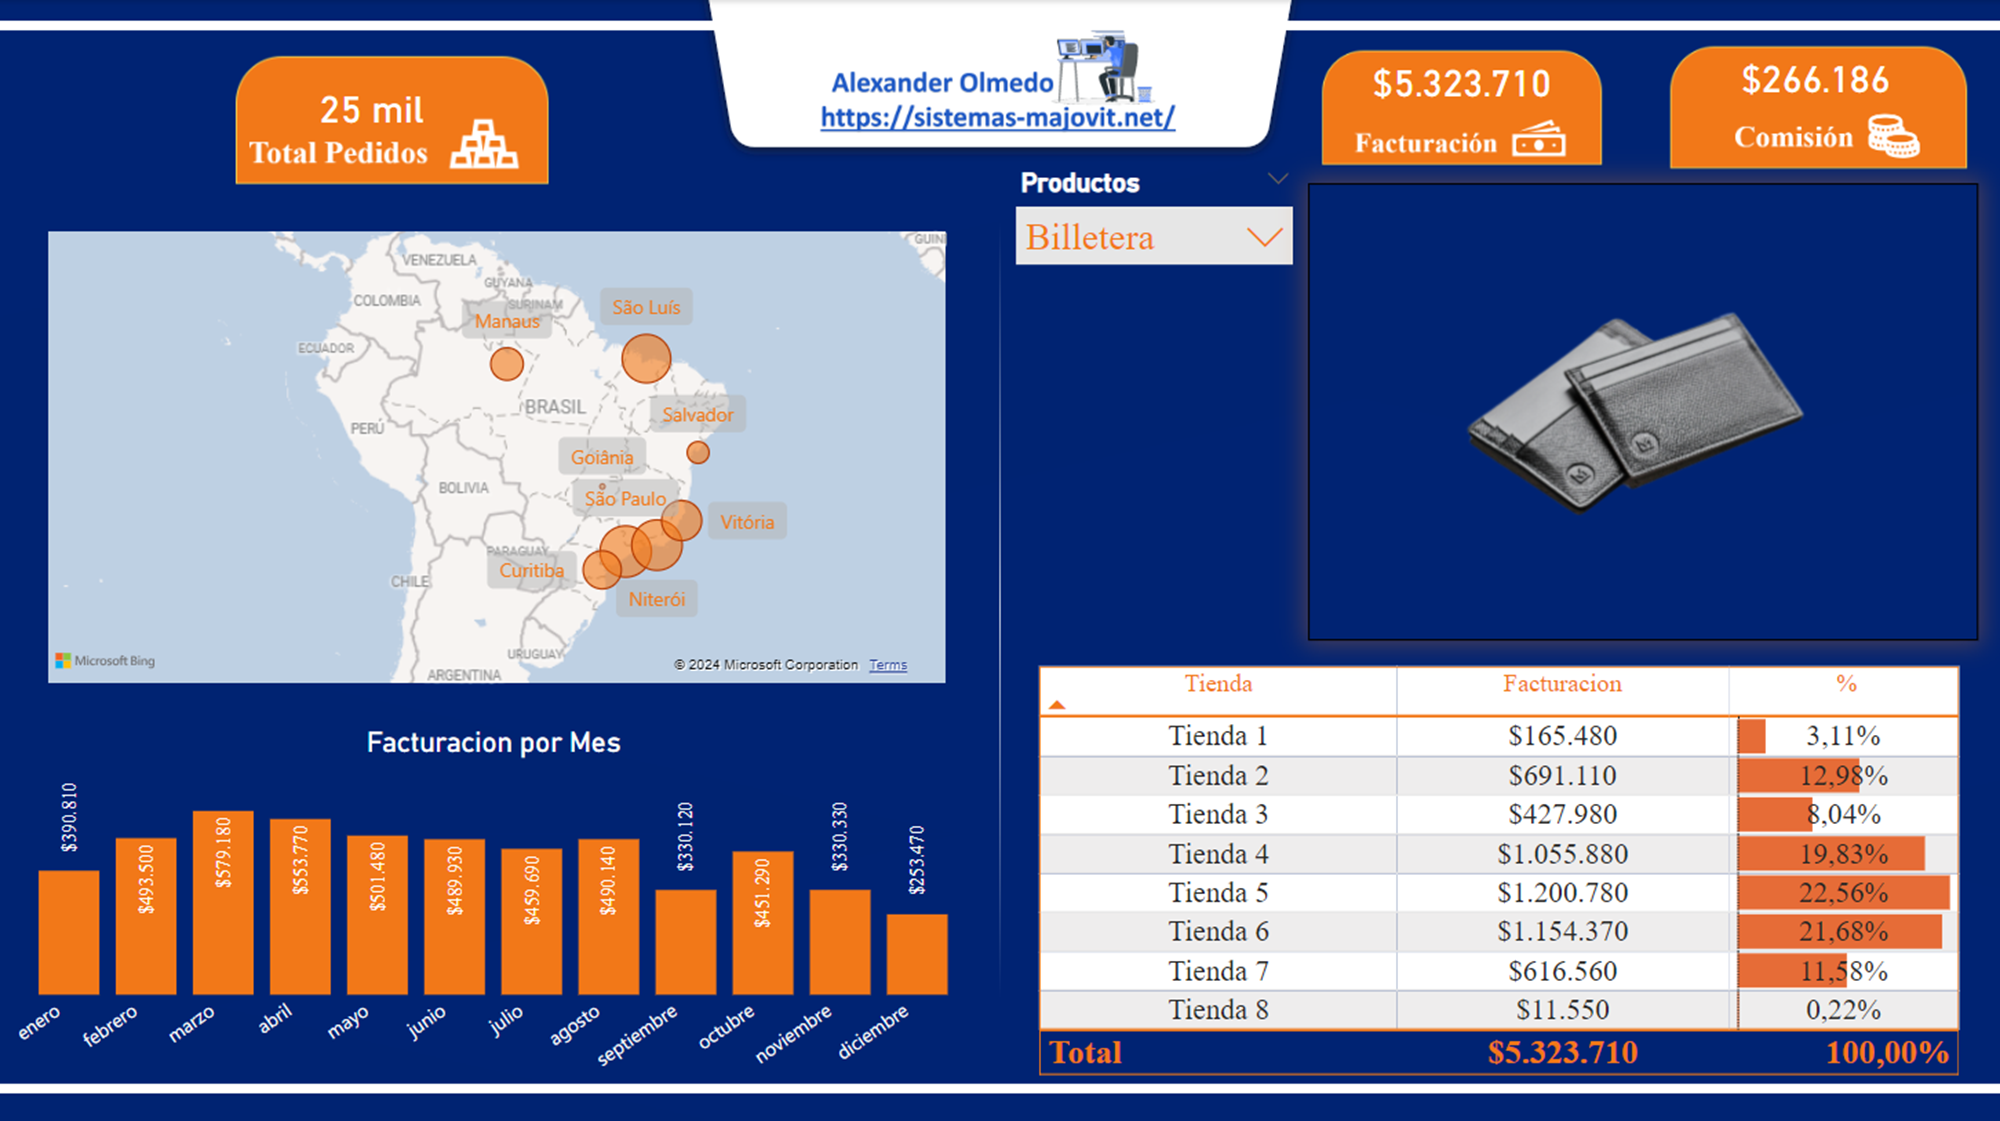 Alexander Olmedo
https://sistemas-majovit.net/
25 mil
Total Pedidos
$5.323.710
Facturación
$266.186
Comisión
Productos
Billetera
VENEZUELA
GUYANA
SURINAM
COLOMBIA
ECUADOR
PERÚ
BRASIL
BOLIVIA
PARAGUAY
CHILE
URUGUAY
ARGENTINA
GUIN
Manaus
São Luís
Salvador
Goiânia
São Paulo
Vitória
Curitiba
Niterói
Microsoft Bing
© 2024 Microsoft Corporation Terms
Facturacion por Mes
$390.810
$493.500
$579.180
$553.770
$501.480
$489.930
$459.690
$490.140
$330.120
$451.290
$330.330
$253.470
enero
febrero
marzo
abril
mayo
junio
julio
agosto
septiembre
octubre
noviembre
diciembre
Tienda Facturacion %
Tienda 1 $165.480 3,11%
Tienda 2 $691.110 12,98%
Tienda 3 $427.980 8,04%
Tienda 4 $1.055.880 19,83%
Tienda 5 $1.200.780 22,56%
Tienda 6 $1.154.370 21,68%
Tienda 7 $616.560 11,58%
Tienda 8 $11.550 0,22%
Total $5.323.710 100,00%